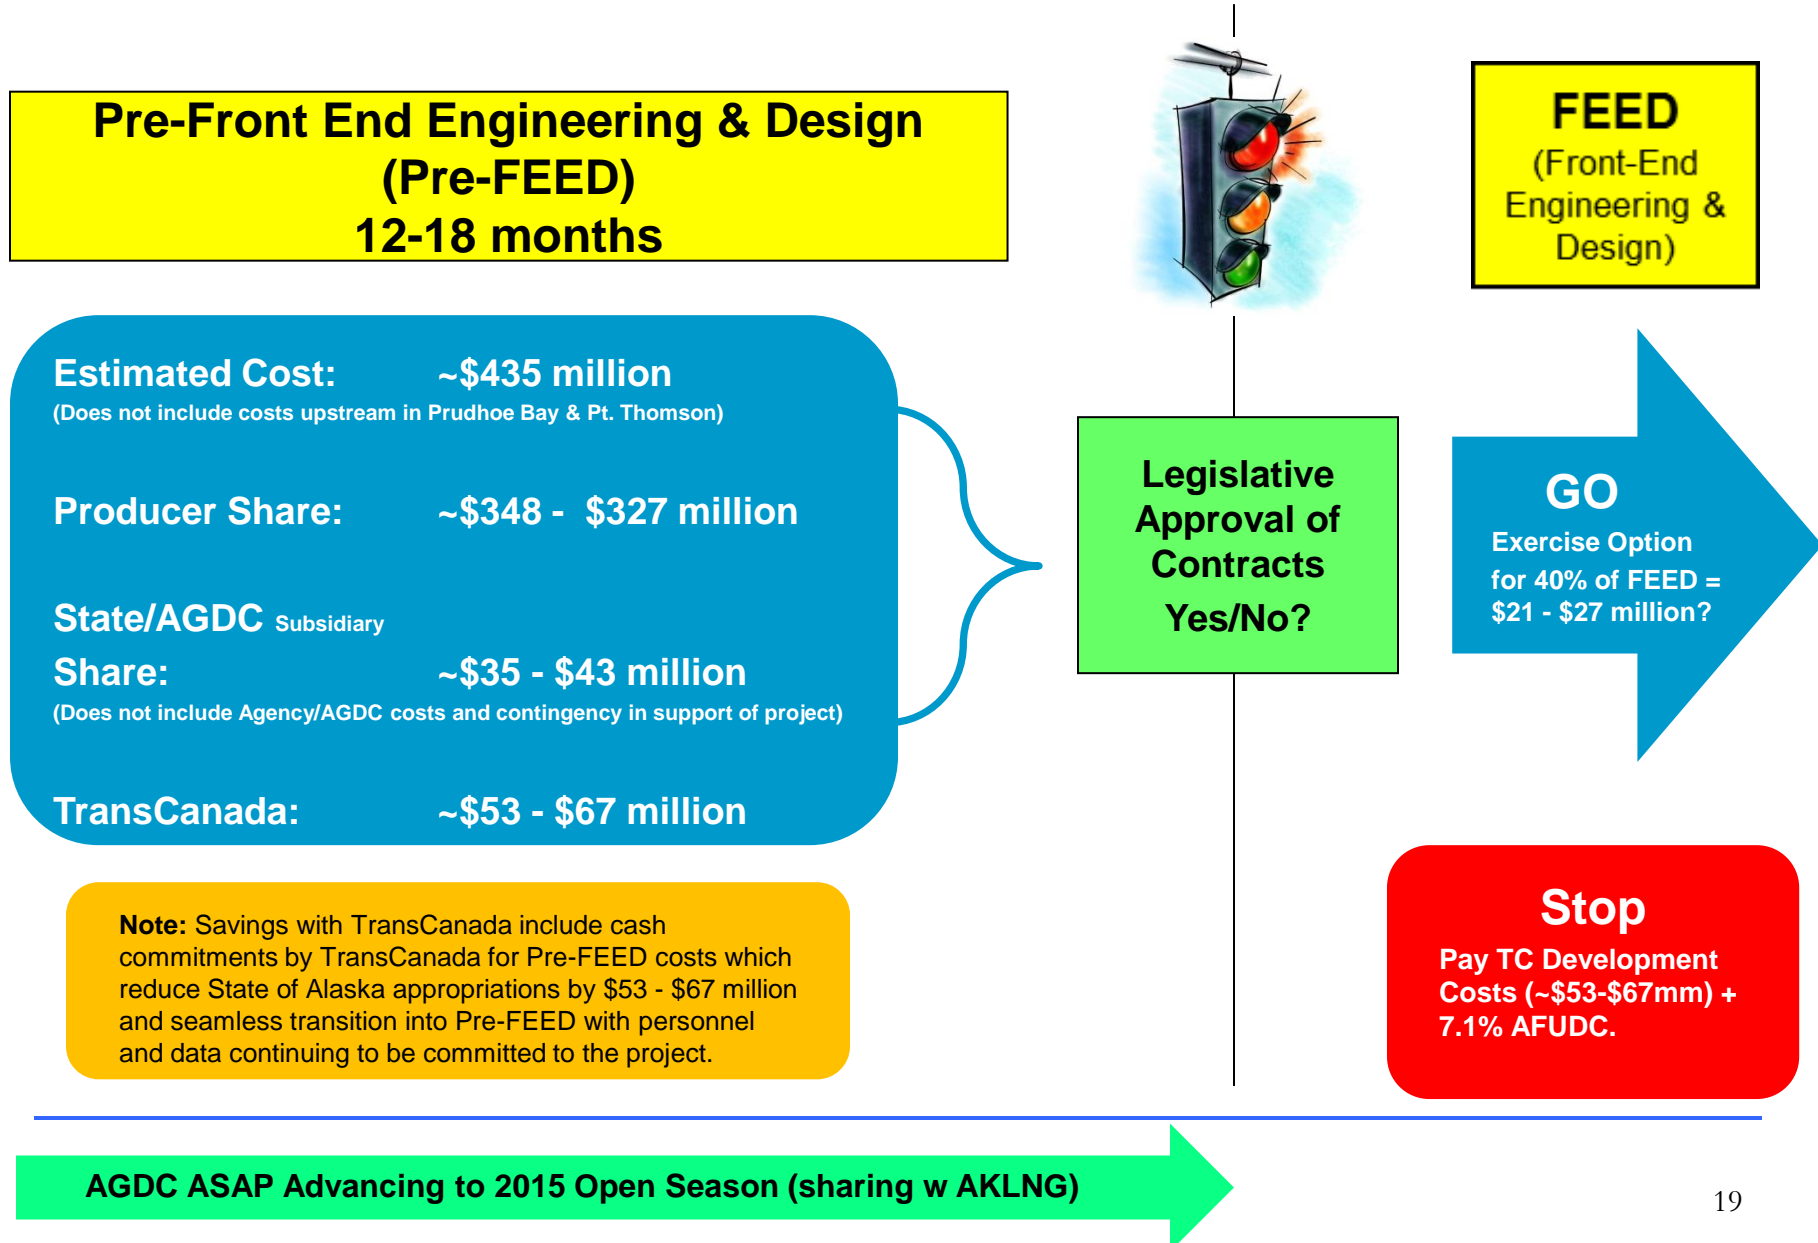 Pre-Front End Engineering & Design
(Pre-FEED)
12-18 months
FEED
(Front-End
Engineering &
Design)
Estimated Cost: ~$435 million
(Does not include costs upstream in Prudhoe Bay & Pt. Thomson)
Producer Share: ~$348 - $327 million
State/AGDC Subsidiary
Share: ~$35 - $43 million
(Does not include Agency/AGDC costs and contingency in support of project)
TransCanada: ~$53 - $67 million
Legislative
Approval of
Contracts
Yes/No?
GO
Exercise Option
for 40% of FEED =
$21 - $27 million?
Note: Savings with TransCanada include cash
commitments by TransCanada for Pre-FEED costs which
reduce State of Alaska appropriations by $53 - $67 million
and seamless transition into Pre-FEED with personnel
and data continuing to be committed to the project.
Stop
Pay TC Development
Costs (~$53-$67mm) +
7.1% AFUDC.
AGDC ASAP Advancing to 2015 Open Season (sharing w AKLNG)
19